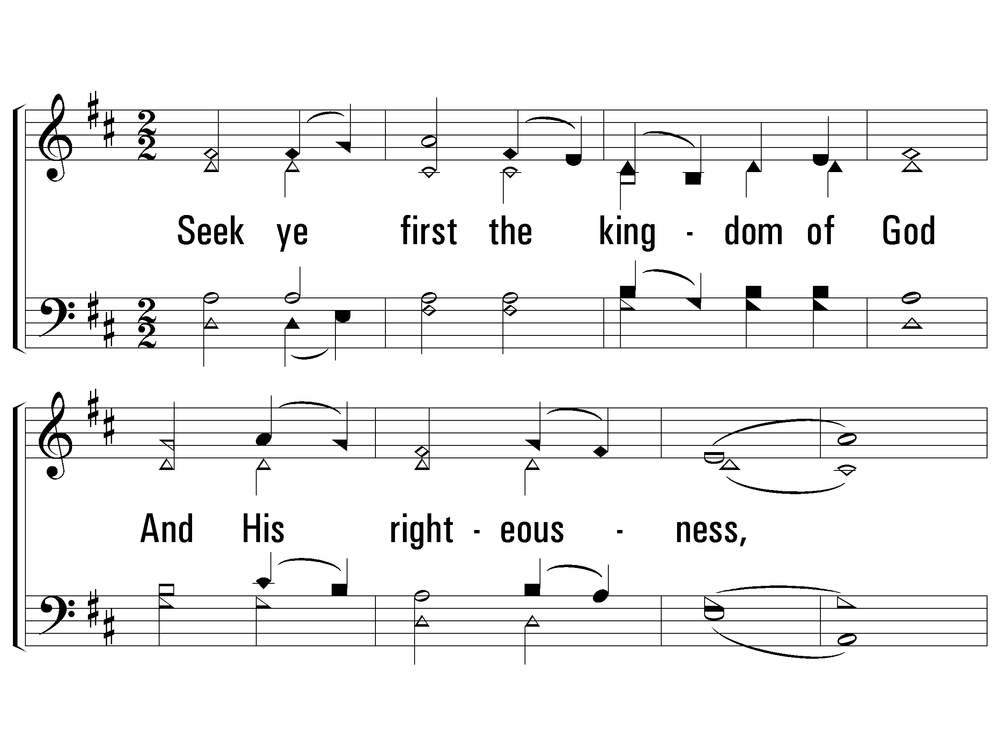 Seek ye first the king - dom of God
And His right - eous - ness,